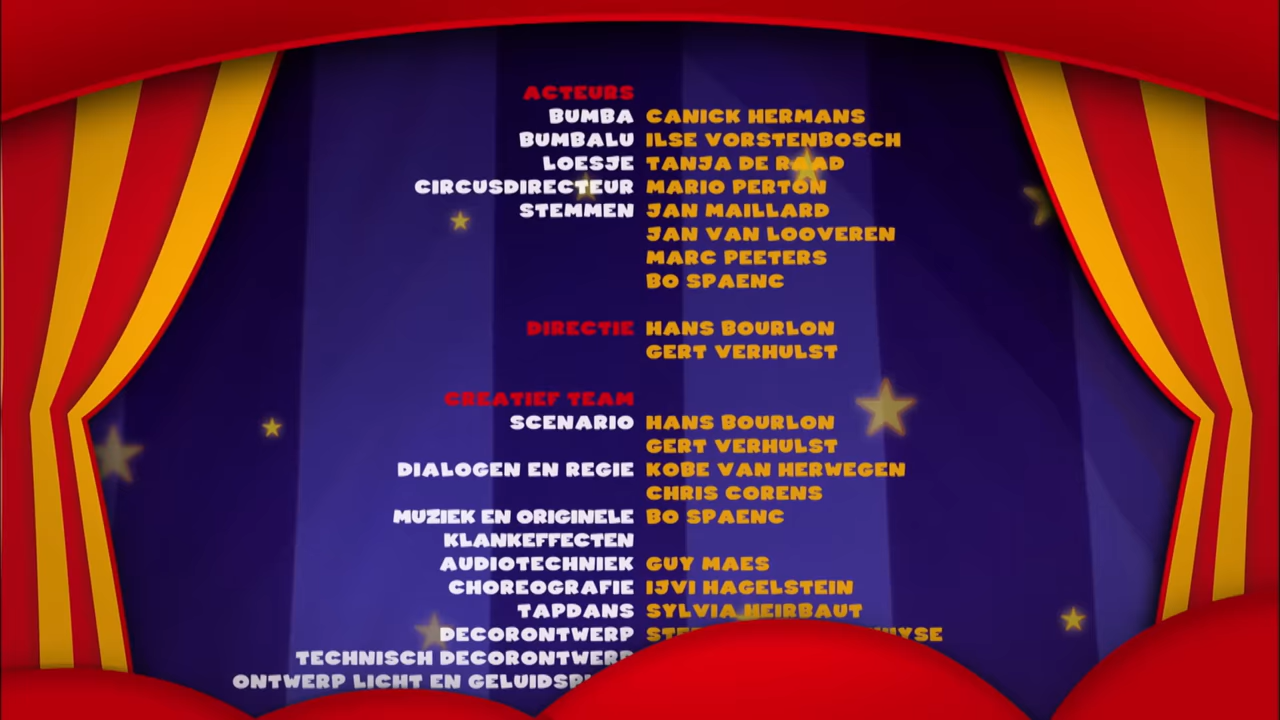 ACTEURS
BUMBA CANICK HERMANS
BUMBALU ILSE VORSTENBOSCH
LOESJE TANJA DE RAAD
CIRCUSDIRECTEUR MARIO PERTON
STEMMEN JAN MAILLARD
JAN VAN LOOVEREN
MARC PEETERS
BO SPAENC
DIRECTIE HANS BOURLON
GERT VERHULST
CREATIEF TEAM
SCENARIO HANS BOURLON
GERT VERHULST
DIALOGEN EN REGIE KOBE VAN HERWEGEN
CHRIS CORENS
MUZIEK EN ORIGINELE BO SPAENC
KLANKEFFECTEN
AUDIOTECHNIEK GUY MAES
CHOREOGRAFIE IJVI HAGELSTEIN
TAPDANS SYLVIA HEIRBAUT
DECORONTWERP
TECHNISCH DECORONTWERP
ONTWERP LICHT EN